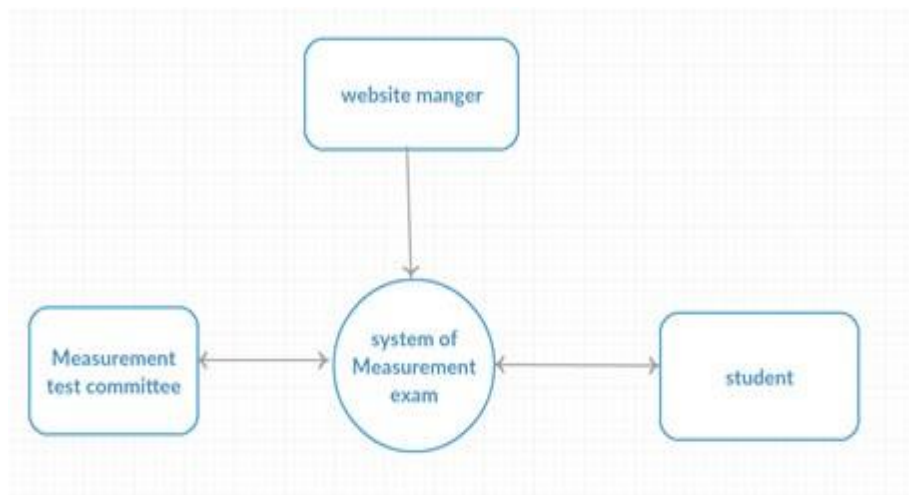 website manger
system of
Measurement
exam
Measurement
test committee
student